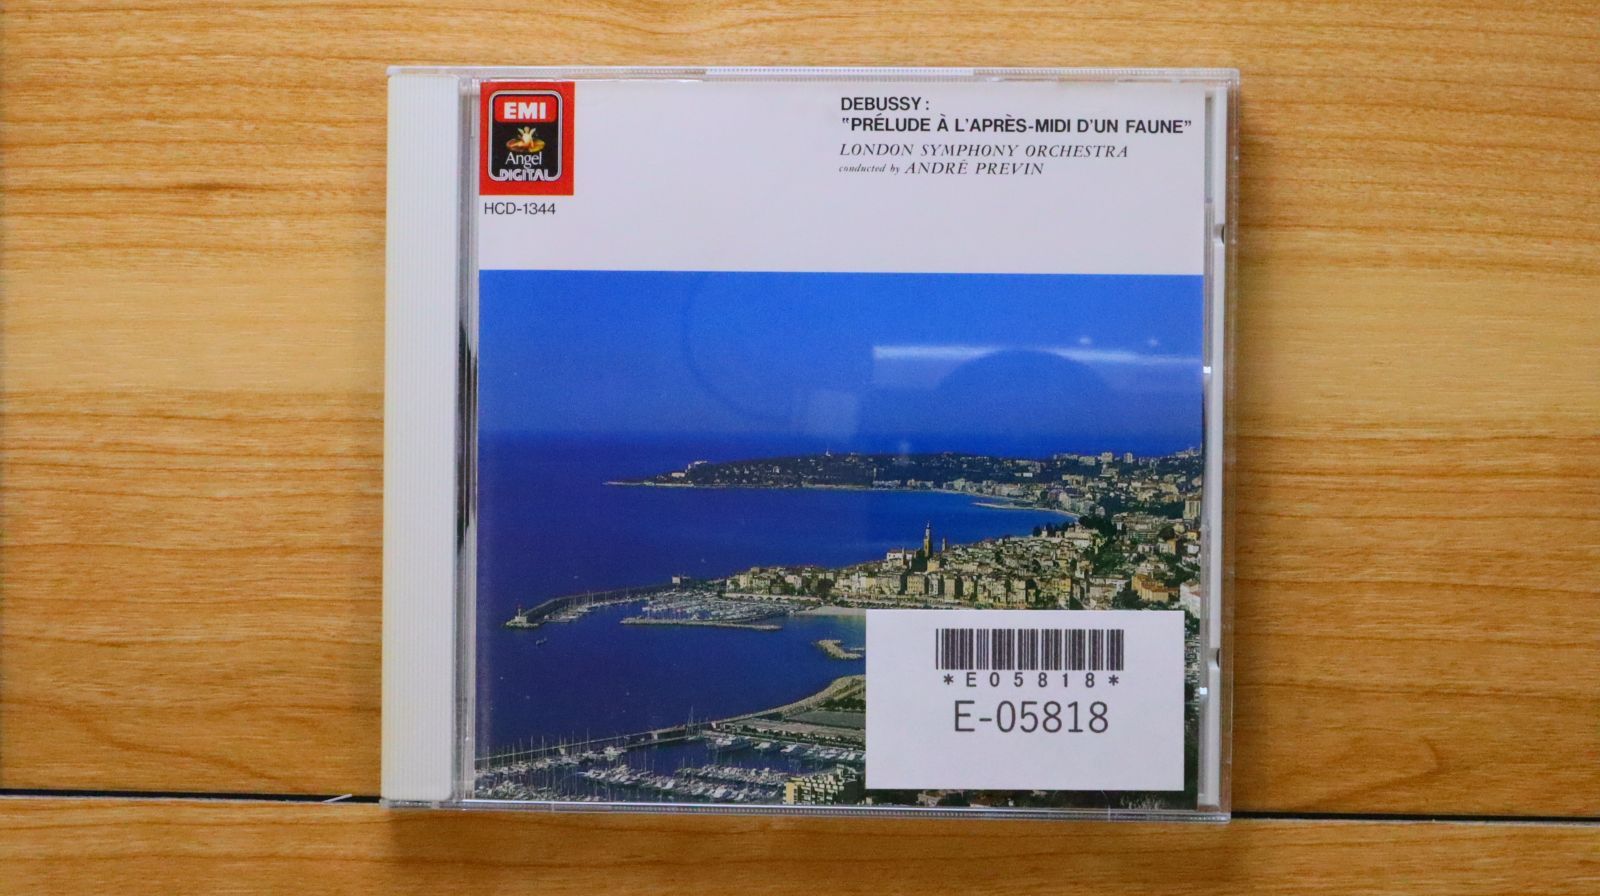 EMI
Angel
DIGITAL
HCD-1344
DEBUSSY:
"PRÉLUDE À L'APRÈS-MIDI D'UN FAUNE"
LONDON SYMPHONY ORCHESTRA
conducted by ANDRÉ PREVIN
*E05818*
E-05818